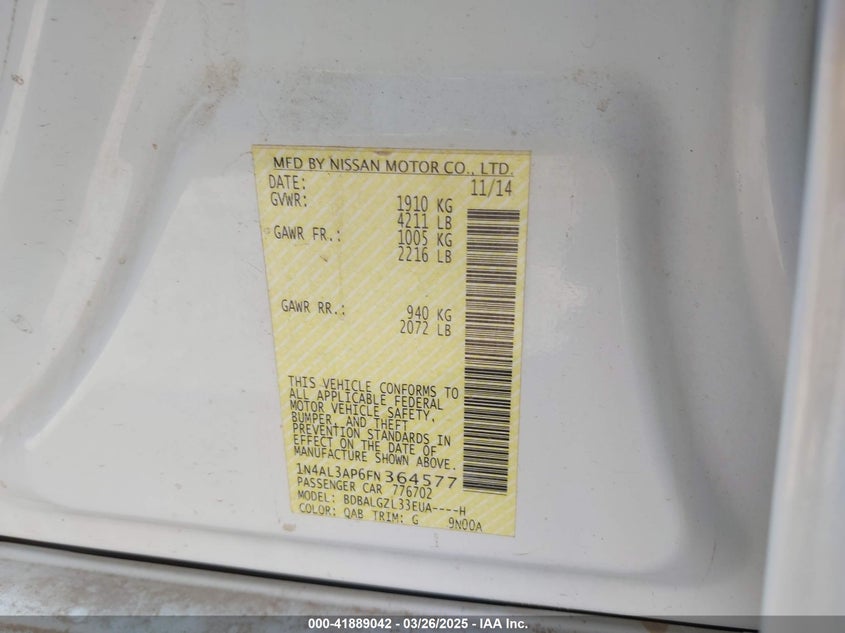 MFD BY NISSAN MOTOR CO., LTD.
DATE: 11/14
GVWR: 1910 KG
4211 LB
GAWR FR.: 1005 KG
2216 LB
GAWR RR.: 940 KG
2072 LB
THIS VEHICLE CONFORMS TO
ALL APPLICABLE FEDERAL
MOTOR VEHICLE SAFETY,
BUMPER, AND THEFT
PREVENTION STANDARDS IN
EFFECT ON THE DATE OF
MANUFACTURE SHOWN ABOVE.
1N4AL3AP6FN364577
PASSENGER CAR 776702
MODEL: BDBALGZL33EUA----H
COLOR: QAB TRIM: G 9N00A
000-41889042 — 03/26/2025 — IAA Inc.